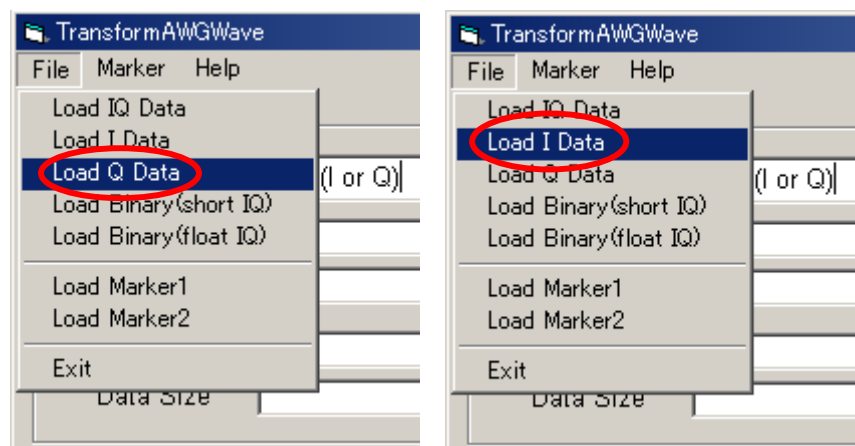 TransformAWGWave
File Marker Help
Load IQ Data
Load I Data
Load Q Data
(I or Q)
Load Binary(short IQ)
Load Binary(float IQ)
Load Marker1
Load Marker2
Exit
Data Size
TransformAWGWave
File Marker Help
Load IQ Data
Load I Data
Load Q Data
(I or Q)
Load Binary(short IQ)
Load Binary(float IQ)
Load Marker1
Load Marker2
Exit
Data Size